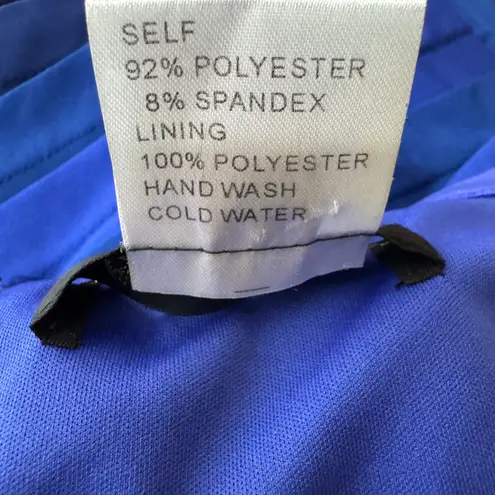 SELF
92% POLYESTER
8% SPANDEX
LINING
100% POLYESTER
HAND WASH
COLD WATER